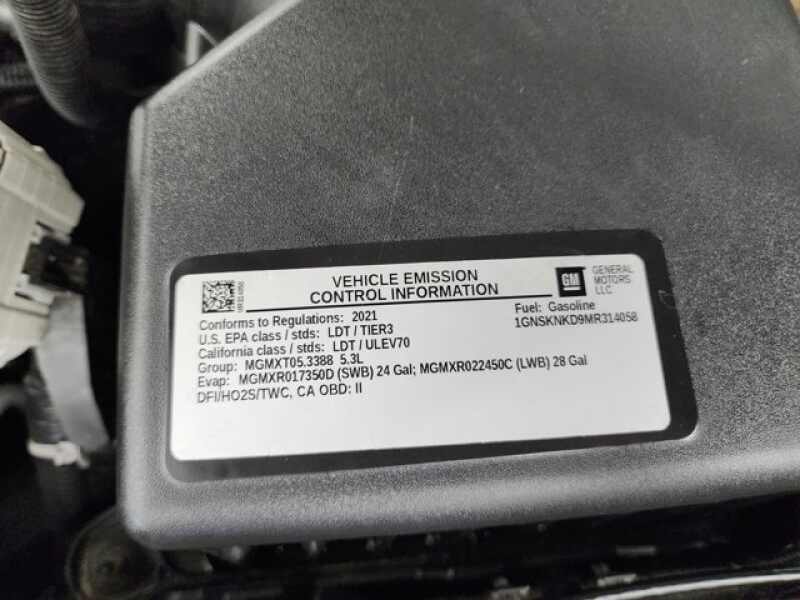 VEHICLE EMISSION
CONTROL INFORMATION
GM
GENERAL
MOTORS
LLC
Conforms to Regulations: 2021
Fuel: Gasoline
U.S. EPA class / stds: LDT / TIER3
1GNSKNKD9MR314058
California class / stds: LDT / ULEV70
Group: MGMXT05.3388 5.3L
Evap: MGMXR017350D (SWB) 24 Gal; MGMXR022450C (LWB) 28 Gal
DFI/HO2S/TWC, CA OBD: II